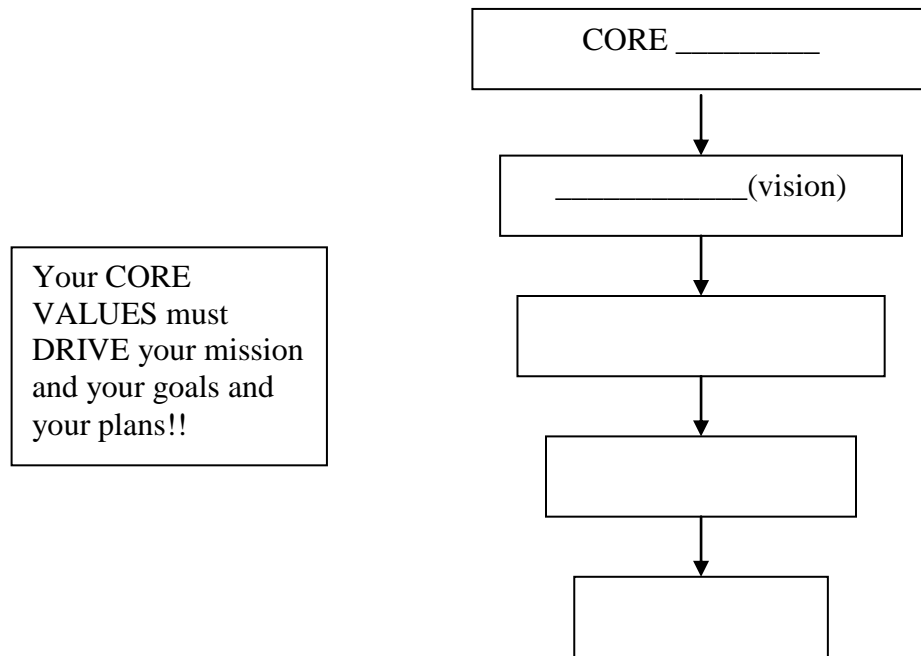 CORE _________
____________(vision)
Your CORE
VALUES must
DRIVE your mission
and your goals and
your plans!!